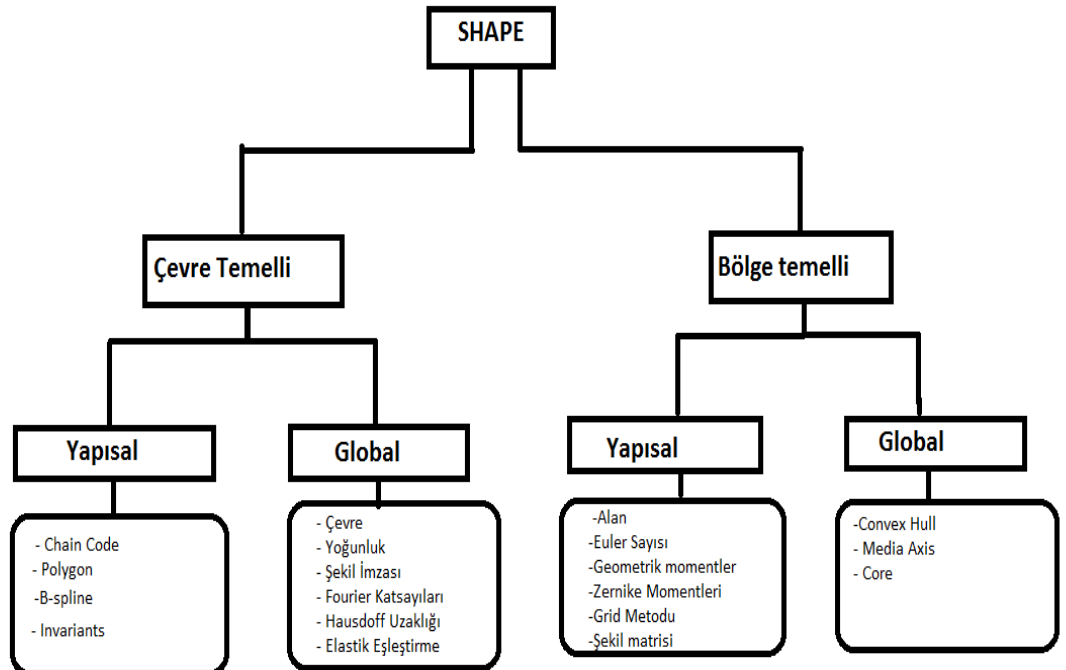 SHAPE
Çevre Temelli
Bölge temelli
Yapısal
Global
Yapısal
Global
- Chain Code
- Polygon
-B-spline
- Invariants
- Çevre
- Yoğunluk
- Şekil İmzası
- Fourier Katsayıları
- Hausdoff Uzaklığı
- Elastik Eşleştirme
-Alan
-Euler Sayısı
-Geometrik momentler
-Zernike Momentleri
-Grid Metodu
-Şekil matrisi
-Convex Hull
- Media Axis
- Core